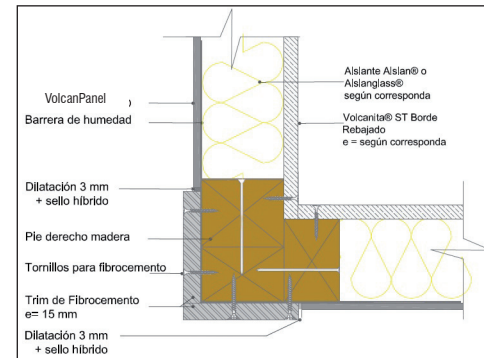 VolcanPanel )
Barrera de humedad
Dilatación 3 mm
+ sello híbrido
Pie derecho madera
Tornillos para fibrocemento
Trim de Fibrocemento
e= 15 mm
Dilatación 3 mm
+ sello híbrido
Aislante Aislan® o
Aislanglass®
según corresponda
Volcanita® ST Borde
Rebajado
e = según corresponda